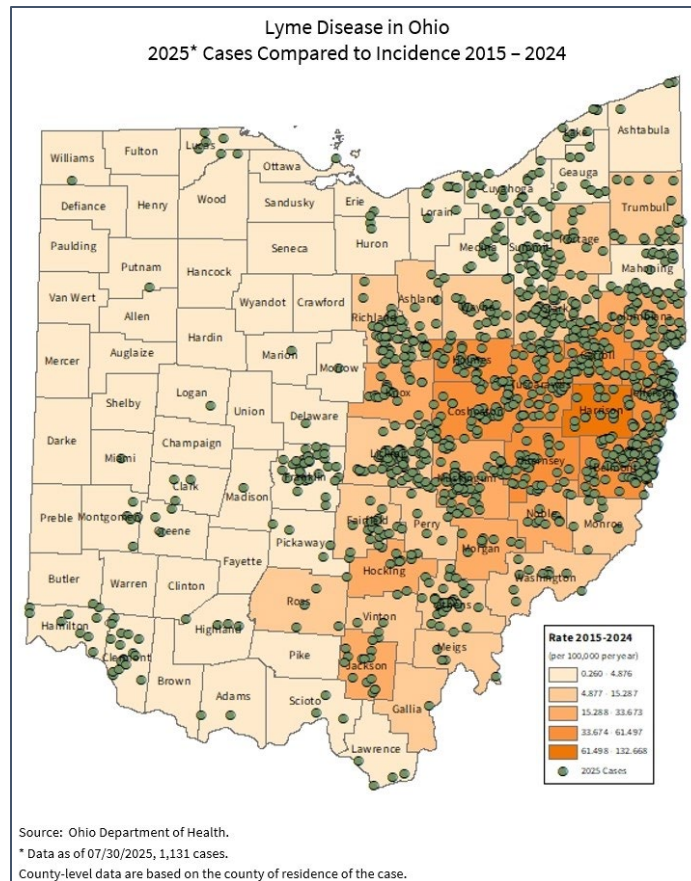 Lyme Disease in Ohio
2025* Cases Compared to Incidence 2015 – 2024
Williams
Fulton
Lucas
Ottawa
Lake
Ashtabula
Geauga
Cuyahoga
Defiance
Henry
Wood
Sandusky
Erie
Lorain
Trumbull
Paulding
Seneca
Huron
Medina
Summit
Portage
Putnam
Hancock
Mahoning
Van Wert
Wyandot
Crawford
Richland
Ashland
Wayne
Stark
Columbiana
Allen
Hardin
Mercer
Auglaize
Marion
Morrow
Holmes
Carroll
Tuscarawas
Jefferson
Shelby
Logan
Union
Delaware
Knox
Coshocton
Harrison
Darke
Miami
Champaign
Licking
Guernsey
Belmont
Clark
Madison
Franklin
Muskingum
Preble
Montgomery
Greene
Pickaway
Fairfield
Perry
Noble
Monroe
Fayette
Morgan
Butler
Warren
Clinton
Hocking
Washington
Ross
Athens
Hamilton
Highland
Vinton
Clermont
Pike
Jackson
Meigs
Brown
Adams
Scioto
Gallia
Lawrence
Rate 2015-2024
(per 100,000 per year)
0.260 - 4.876
4.877 - 15.287
15.288 - 33.673
33.674 - 61.497
61.498 - 132.668
2025 Cases
Source: Ohio Department of Health.
* Data as of 07/30/2025, 1,131 cases.
County-level data are based on the county of residence of the case.